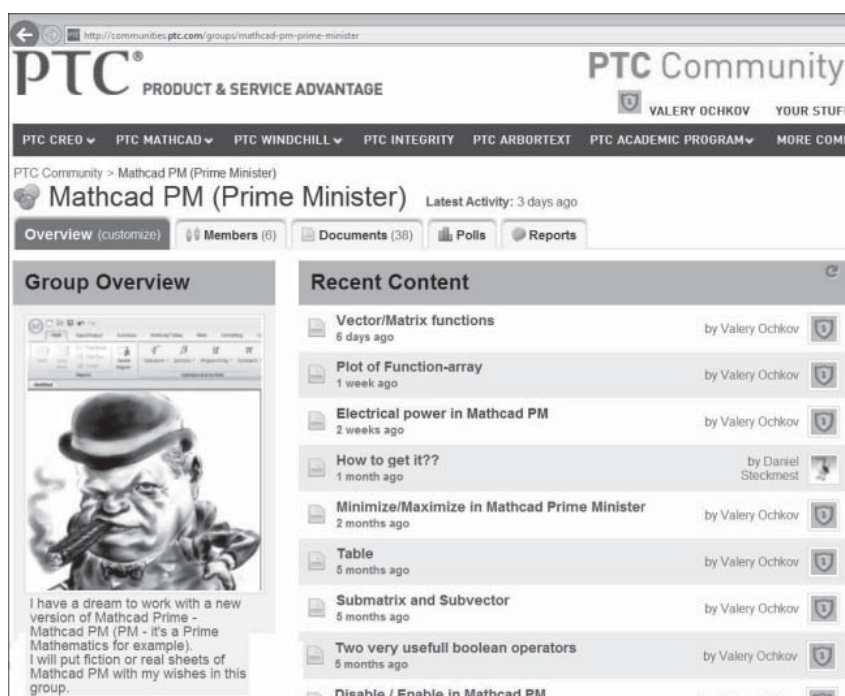 http://communities.ptc.com/groups/mathcad-pm-prime-minister
PTC® PRODUCT & SERVICE ADVANTAGE
PTC Community
VALERY OCHKOV YOUR STUF
PTC CREO PTC MATHCAD PTC WINDCHILL PTC INTEGRITY PTC ARBORTEXT PTC ACADEMIC PROGRAM MORE COM
PTC Community > Mathcad PM (Prime Minister)
Mathcad PM (Prime Minister) Latest Activity: 3 days ago
Overview (customize) Members (6) Documents (38) Polls Reports
Group Overview
I have a dream to work with a new
version of Mathcad Prime -
Mathcad PM (PM - it's a Prime
Mathematics for example).
I will put fiction or real sheets of
Mathcad PM with my wishes in this
group.
Recent Content
Vector/Matrix functions
6 days ago
by Valery Ochkov
Plot of Function-array
1 week ago
by Valery Ochkov
Electrical power in Mathcad PM
2 weeks ago
by Valery Ochkov
How to get it??
1 month ago
by Daniel
Steckmest
Minimize/Maximize in Mathcad Prime Minister
2 months ago
by Valery Ochkov
Table
5 months ago
by Valery Ochkov
Submatrix and Subvector
5 months ago
by Valery Ochkov
Two very usefull boolean operators
5 months ago
by Valery Ochkov
Disable / Enable in Mathcad PM